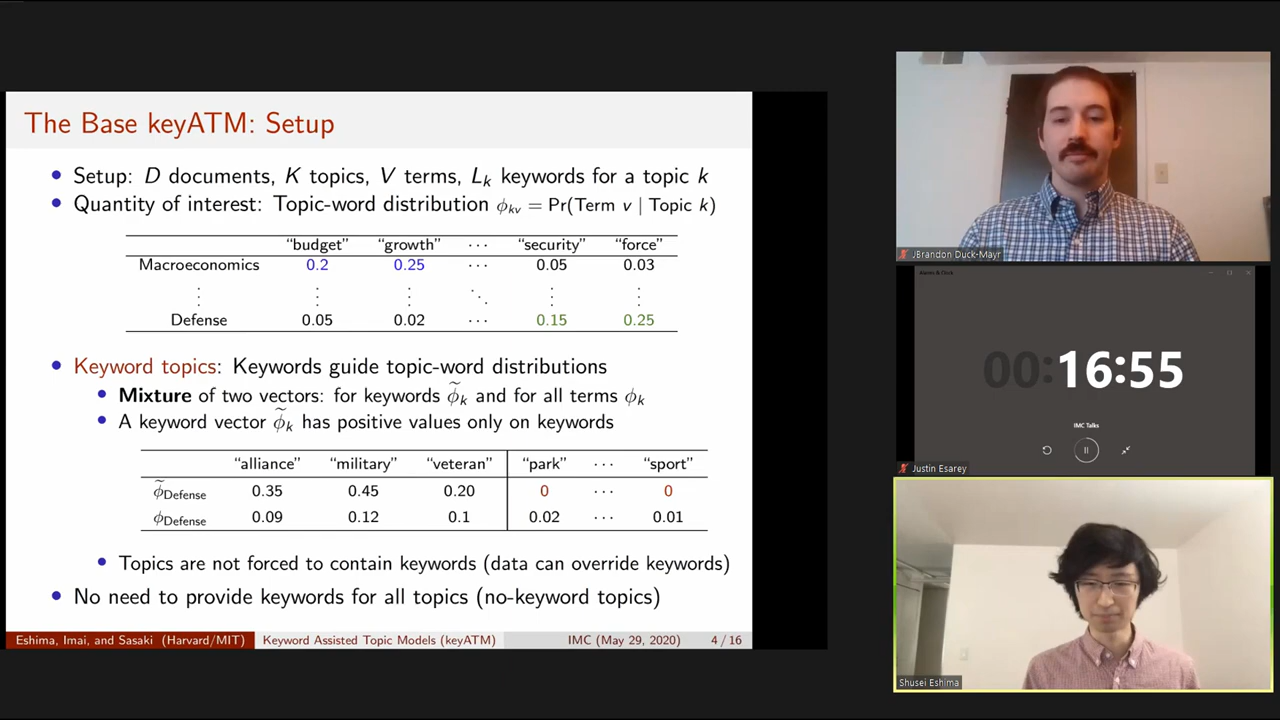 The Base keyATM: Setup
Setup: D documents, K topics, V terms, L_k keywords for a topic k
Quantity of interest: Topic-word distribution ϕ_kv = Pr(Term v | Topic k)
“budget” “growth” ⋯ “security” “force”
Macroeconomics 0.2 0.25 ⋯ 0.05 0.03
⋮ ⋮ ⋮ ⋱ ⋮ ⋮
Defense 0.05 0.02 ⋯ 0.15 0.25
Keyword topics: Keywords guide topic-word distributions
Mixture of two vectors: for keywords ϕ̃_k and for all terms ϕ_k
A keyword vector ϕ̃_k has positive values only on keywords
“alliance” “military” “veteran” “park” ⋯ “sport”
ϕ̃_Defense 0.35 0.45 0.20 0 ⋯ 0
ϕ_Defense 0.09 0.12 0.1 0.02 ⋯ 0.01
Topics are not forced to contain keywords (data can override keywords)
No need to provide keywords for all topics (no-keyword topics)
Eshima, Imai, and Sasaki (Harvard/MIT) Keyword Assisted Topic Models (keyATM) IMC (May 29, 2020) 4 / 16
JBrandon Duck-Mayr
Alarms & Clock
00:16:55
IMC Talks
Justin Esarey
Shusei Eshima